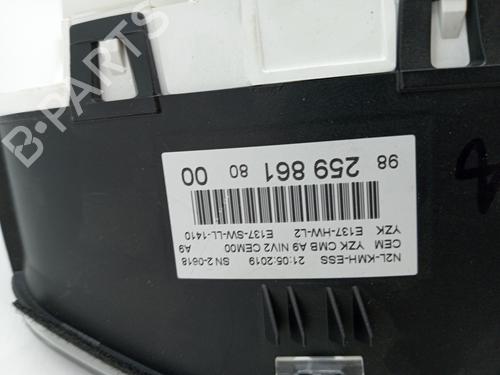 B-PARTS
N2L-KMH-ESS 21:05:2019 SN 2-0618
CEM YZK CMB A9 NIV2 CEM00 A9
YZK E137-HW-L2 E137-SW-LL-1410
98 259 861 80 00